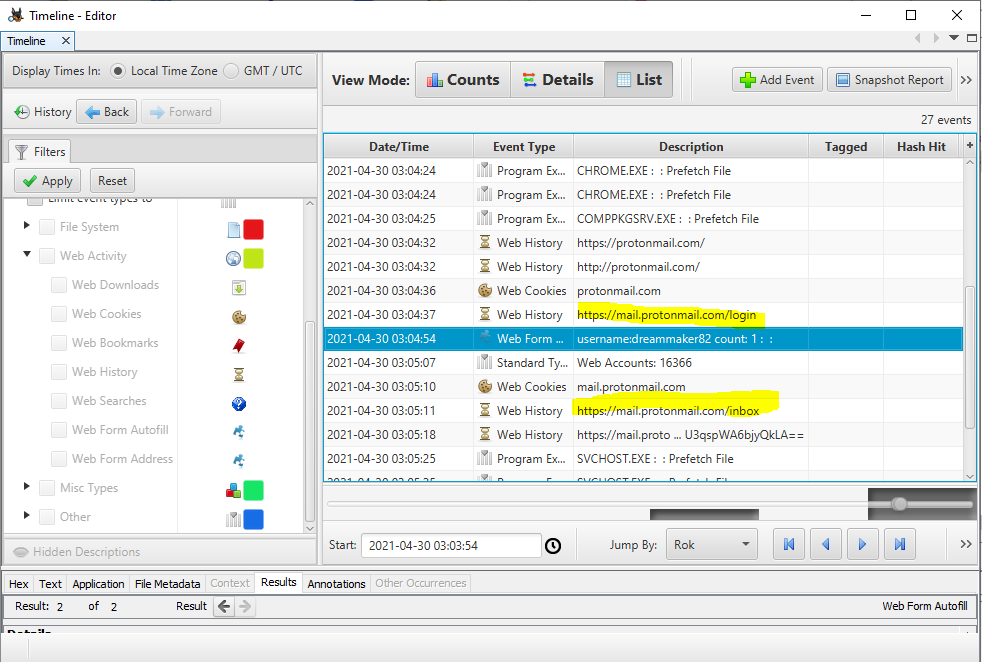 Timeline - Editor
Timeline
Display Times In: Local Time Zone GMT / UTC
History Back Forward
Filters
Apply Reset
Limit event types to
File System
Web Activity
Web Downloads
Web Cookies
Web Bookmarks
Web History
Web Searches
Web Form Autofill
Web Form Address
Misc Types
Other
Hidden Descriptions
View Mode: Counts Details List Add Event Snapshot Report
27 events
Date/Time Event Type Description Tagged Hash Hit
2021-04-30 03:04:24 Program Ex... CHROME.EXE : : Prefetch File
2021-04-30 03:04:24 Program Ex... CHROME.EXE : : Prefetch File
2021-04-30 03:04:25 Program Ex... COMPPKGSRV.EXE : : Prefetch File
2021-04-30 03:04:32 Web History https://protonmail.com/
2021-04-30 03:04:32 Web History http://protonmail.com/
2021-04-30 03:04:36 Web Cookies protonmail.com
2021-04-30 03:04:37 Web History https://mail.protonmail.com/login
2021-04-30 03:04:54 Web Form ... username:dreammaker82 count: 1 : :
2021-04-30 03:05:07 Standard Ty... Web Accounts: 16366
2021-04-30 03:05:10 Web Cookies mail.protonmail.com
2021-04-30 03:05:11 Web History https://mail.protonmail.com/inbox
2021-04-30 03:05:18 Web History https://mail.proto ... U3qspWA6bjyQkLA==
2021-04-30 03:05:25 Program Ex... SVCHOST.EXE : : Prefetch File
2021-04-30 03:05:25 Program Ex... SVCHOST.EXE : : Prefetch File
Start: 2021-04-30 03:03:54 Jump By: Rok
Hex Text Application File Metadata Context Results Annotations Other Occurrences
Result: 2 of 2 Result Web Form Autofill
Details